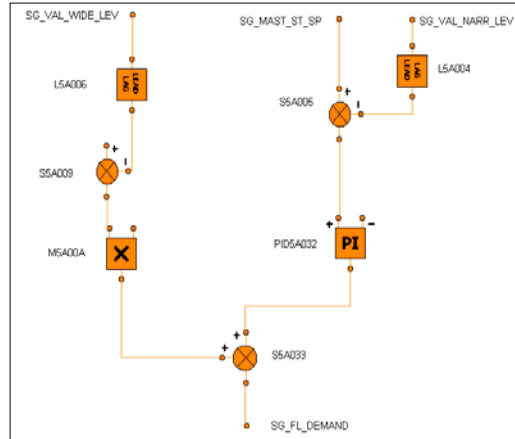 SG_VAL_WIDE_LEV
SG_MAST_ST_SP
SG_VAL_NARR_LEV
L5A006
LEAD
LAG
LEAD
LAG
L5A004
+
S5A005
−
+
S5A009
−
M5A00A
X
PID5A032
+
−
PI
+
+
S5A033
SG_FL_DEMAND